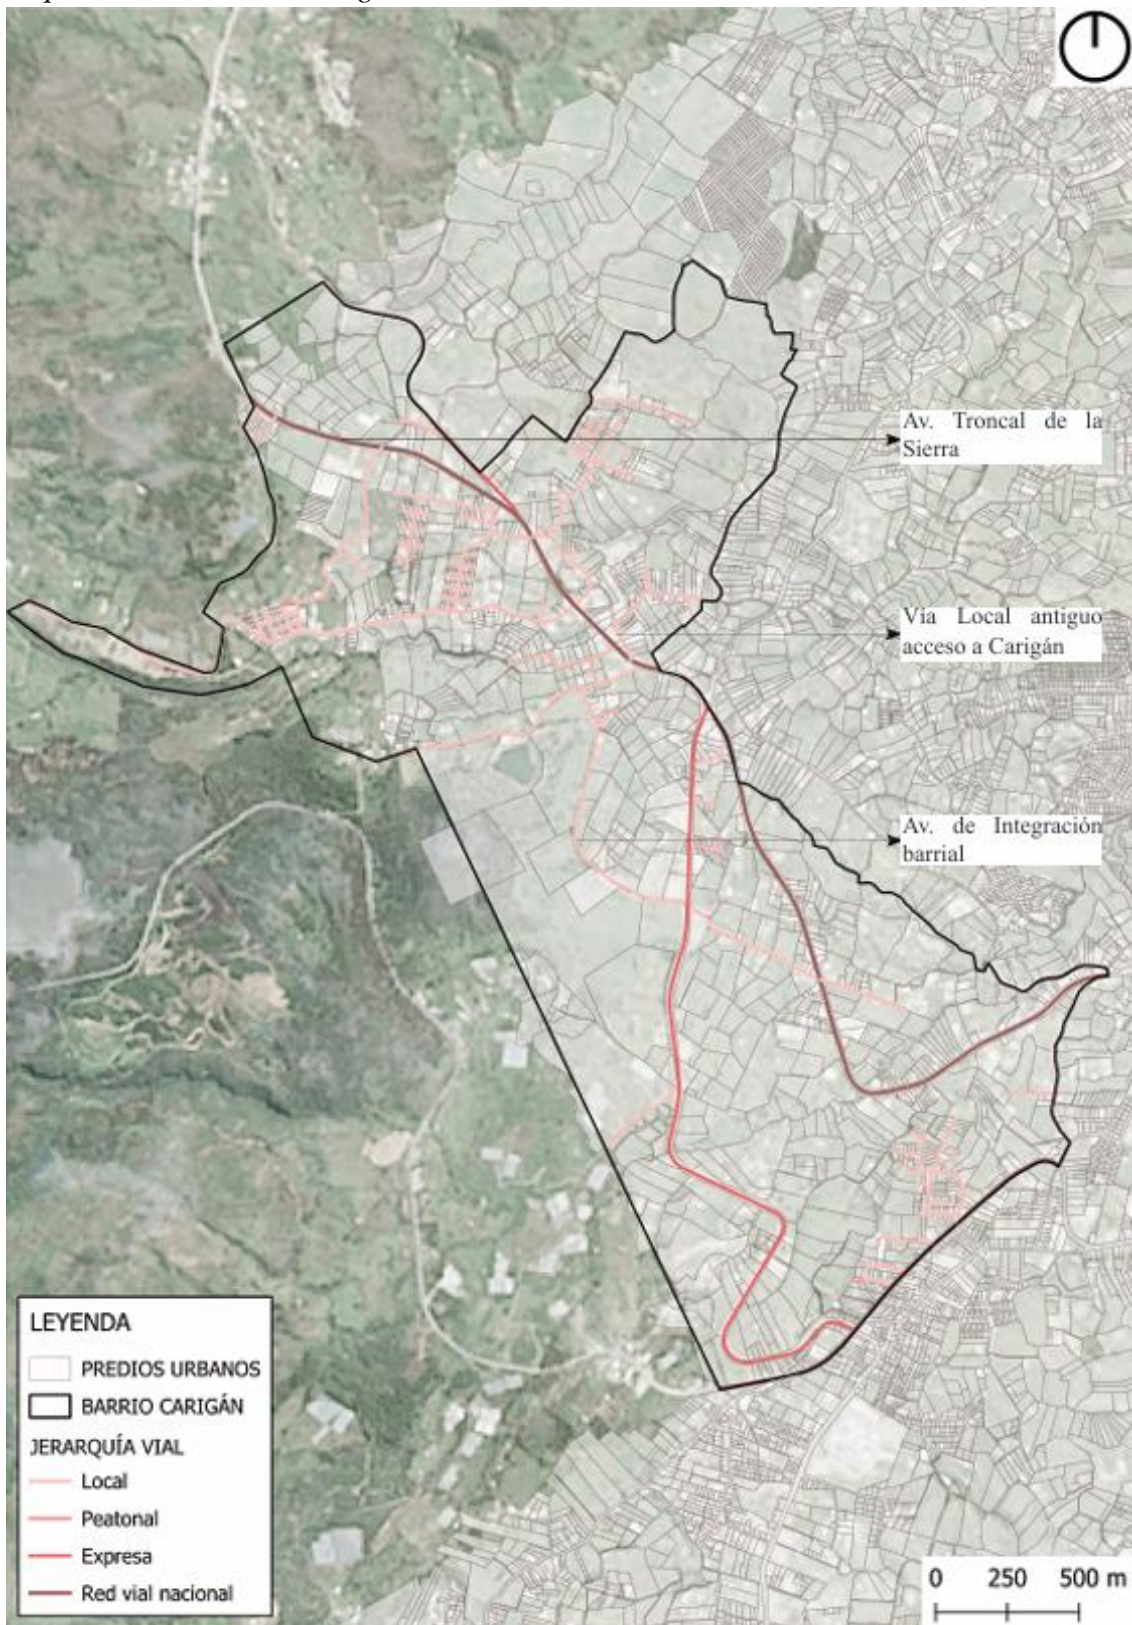 Av. Troncal de la
Sierra
Vía Local antiguo
acceso a Carigán
Av. de Integración
barrial
LEYENDA
PREDIOS URBANOS
BARRIO CARIGÁN
JERARQUÍA VIAL
Local
Peatonal
Expresa
Red vial nacional
0 250 500 m